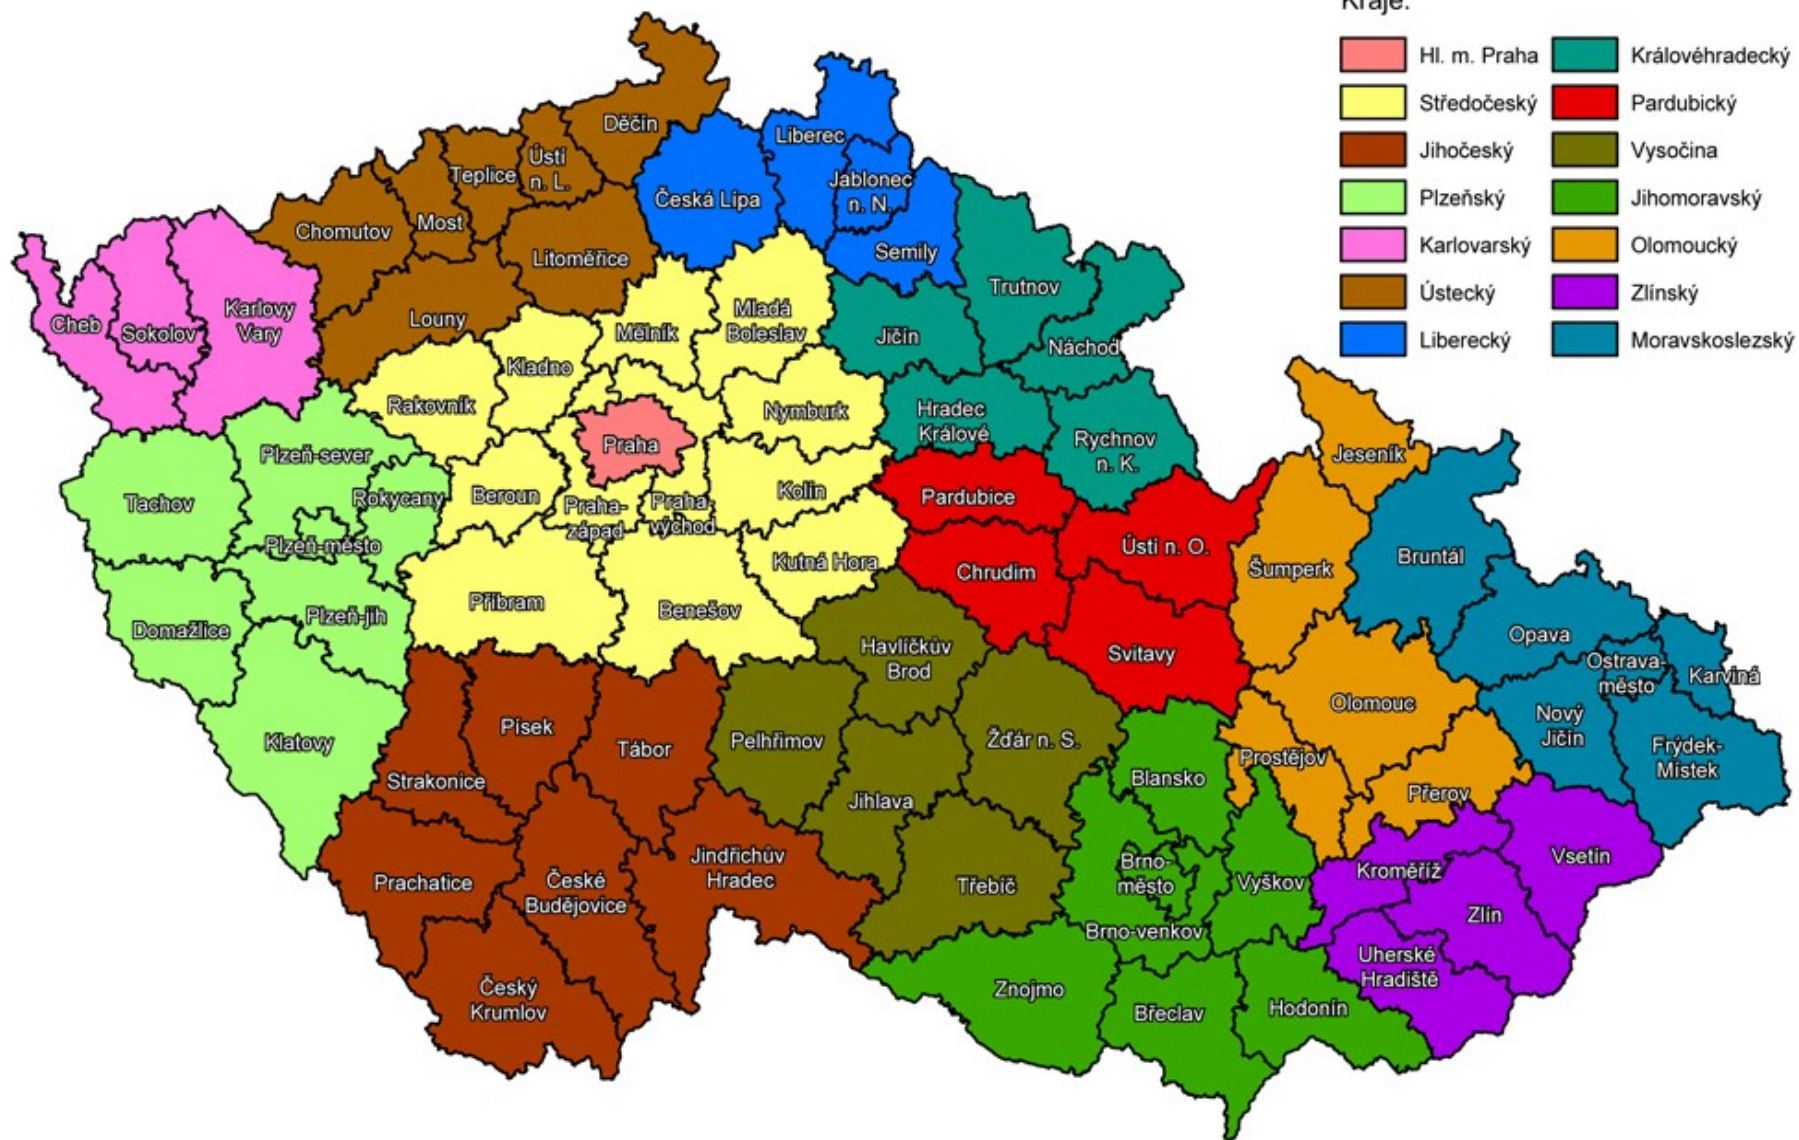 Kraje:
Hl. m. Praha
Středočeský
Jihočeský
Plzeňský
Karlovarský
Ústecký
Liberecký
Královéhradecký
Pardubický
Vysočina
Jihomoravský
Olomoucký
Zlínský
Moravskoslezský
Děčín
Liberec
Ústí
n. L.
Teplice
Jablonec
n. N.
Česká Lípa
Chomutov
Most
Semily
Litoměřice
Trutnov
Karlovy
Vary
Cheb
Sokolov
Louny
Mělník
Mladá
Boleslav
Jičín
Náchod
Kladno
Rakovník
Nymburk
Hradec
Králové
Praha
Rychnov
n. K.
Plzeň-sever
Jeseník
Tachov
Rokycany
Beroun
Praha-
západ
Praha-
východ
Kolín
Pardubice
Plzeň-město
Ústí n. O.
Kutná Hora
Chrudim
Šumperk
Bruntál
Příbram
Benešov
Plzeň-jih
Domažlice
Havlíčkův
Brod
Svitavy
Opava
Ostrava-
město
Karviná
Klatovy
Písek
Tábor
Pelhřimov
Žďár n. S.
Olomouc
Nový
Jičín
Frýdek-
Místek
Strakonice
Jihlava
Blansko
Prostějov
Přerov
Prachatice
České
Budějovice
Jindřichův
Hradec
Třebíč
Brno-
město
Vyškov
Kroměříž
Vsetín
Zlín
Brno-venkov
Uherské
Hradiště
Český
Krumlov
Znojmo
Břeclav
Hodonín